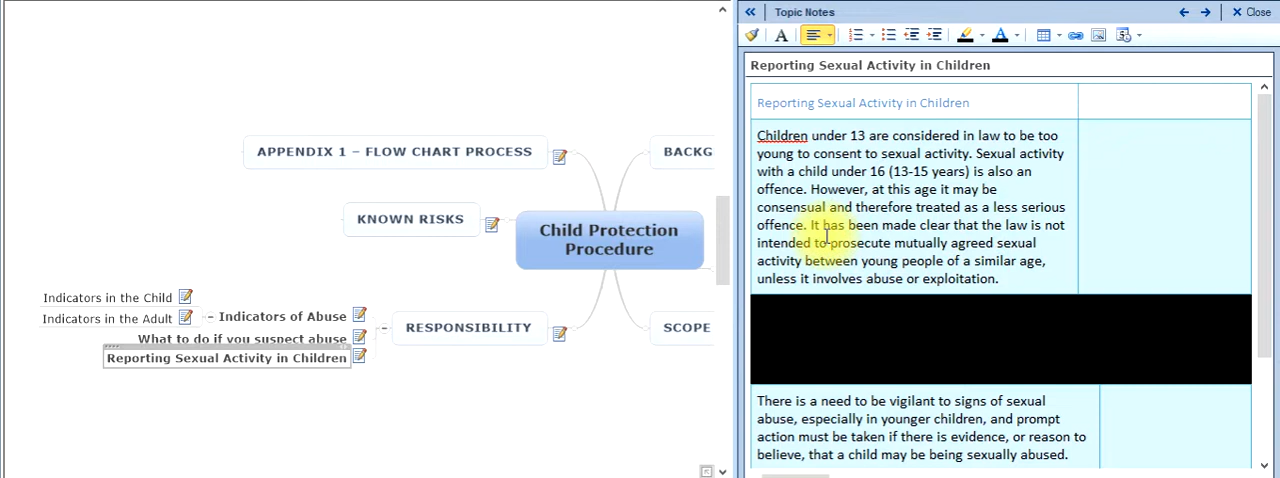 Topic Notes
Close
A
A
Reporting Sexual Activity in Children
Reporting Sexual Activity in Children
Children under 13 are considered in law to be too
young to consent to sexual activity. Sexual activity
with a child under 16 (13-15 years) is also an
offence. However, at this age it may be
consensual and therefore treated as a less serious
offence. It has been made clear that the law is not
intended to prosecute mutually agreed sexual
activity between young people of a similar age,
unless it involves abuse or exploitation.
There is a need to be vigilant to signs of sexual
abuse, especially in younger children, and prompt
action must be taken if there is evidence, or reason to
believe, that a child may be being sexually abused.
APPENDIX 1 – FLOW CHART PROCESS
BACKG
KNOWN RISKS
Child Protection
Procedure
Indicators in the Child
Indicators in the Adult
Indicators of Abuse
RESPONSIBILITY
SCOPE
What to do if you suspect abuse
Reporting Sexual Activity in Children